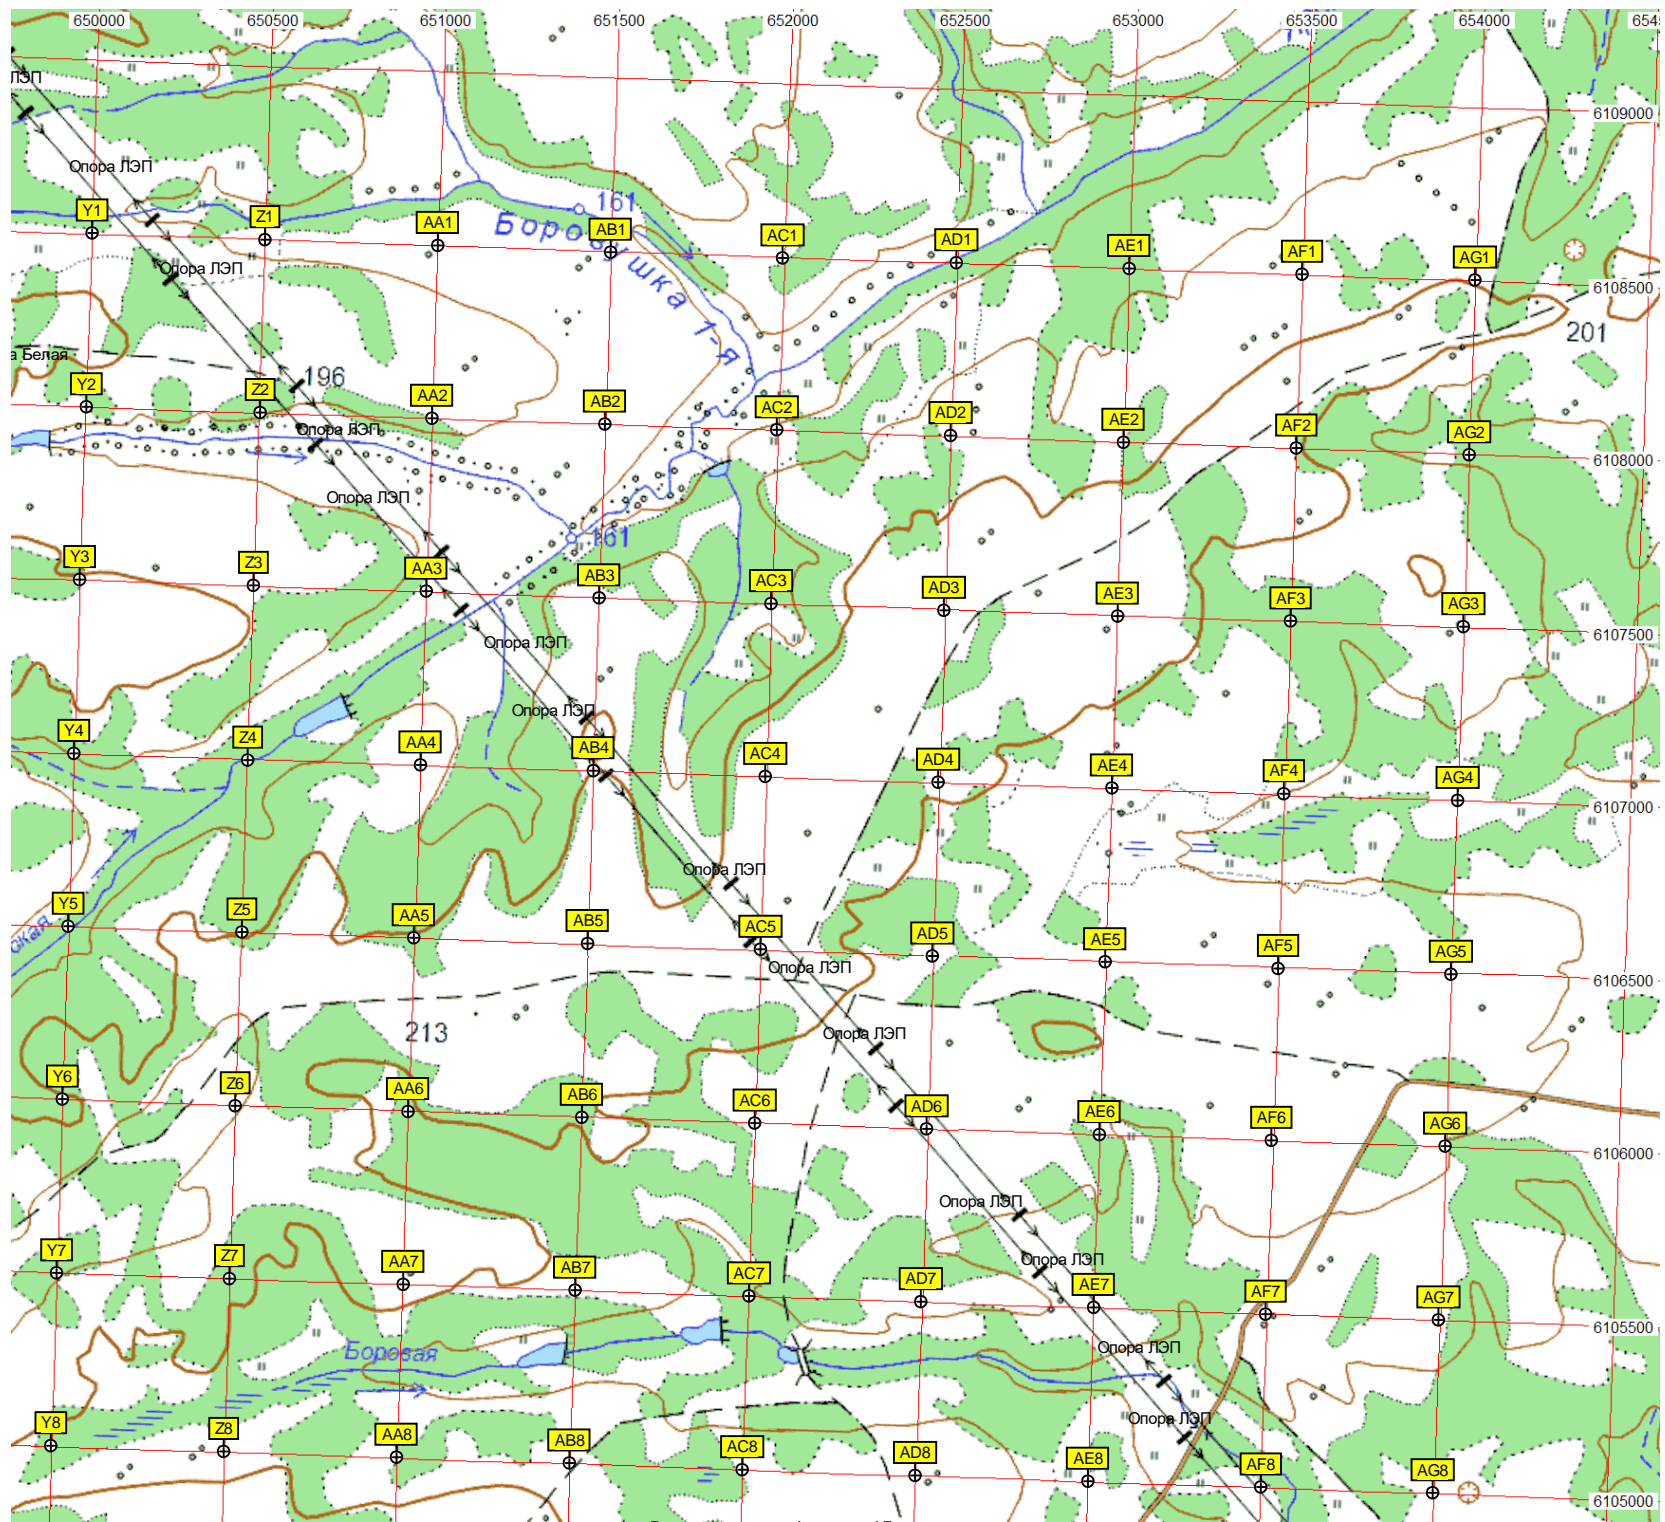 650000 650500 651000 651500 652000 652500 653000 653500 654000
ЛЭП
6109000
Опора ЛЭП
161
Y1 Z1 AA1 AB1 AC1 AD1 AE1 AF1 AG1
Боровушка 1-я
Опора ЛЭП
6108500
201
а Белая
196
Y2 Z2 AA2 AB2 AC2 AD2 AE2 AF2 AG2
Опора ЛЭП
6108000
Опора ЛЭП
161
Y3 Z3 AA3 AB3 AC3 AD3 AE3 AF3 AG3
6107500
Опора ЛЭП
Опора ЛЭП
Y4 Z4 AA4 AB4 AC4 AD4 AE4 AF4 AG4
6107000
Опора ЛЭП
Y5 Z5 AA5 AB5 AC5 AD5 AE5 AF5 AG5
ская
Опора ЛЭП
6106500
213
Опора ЛЭП
Y6 Z6 AA6 AB6 AC6 AD6 AE6 AF6 AG6
6106000
Опора ЛЭП
Y7 Z7 AA7 AB7 AC7 AD7 AE7 AF7 AG7
Опора ЛЭП
6105500
Боровая
Опора ЛЭП
Опора ЛЭП
Y8 Z8 AA8 AB8 AC8 AD8 AE8 AF8 AG8
6105000